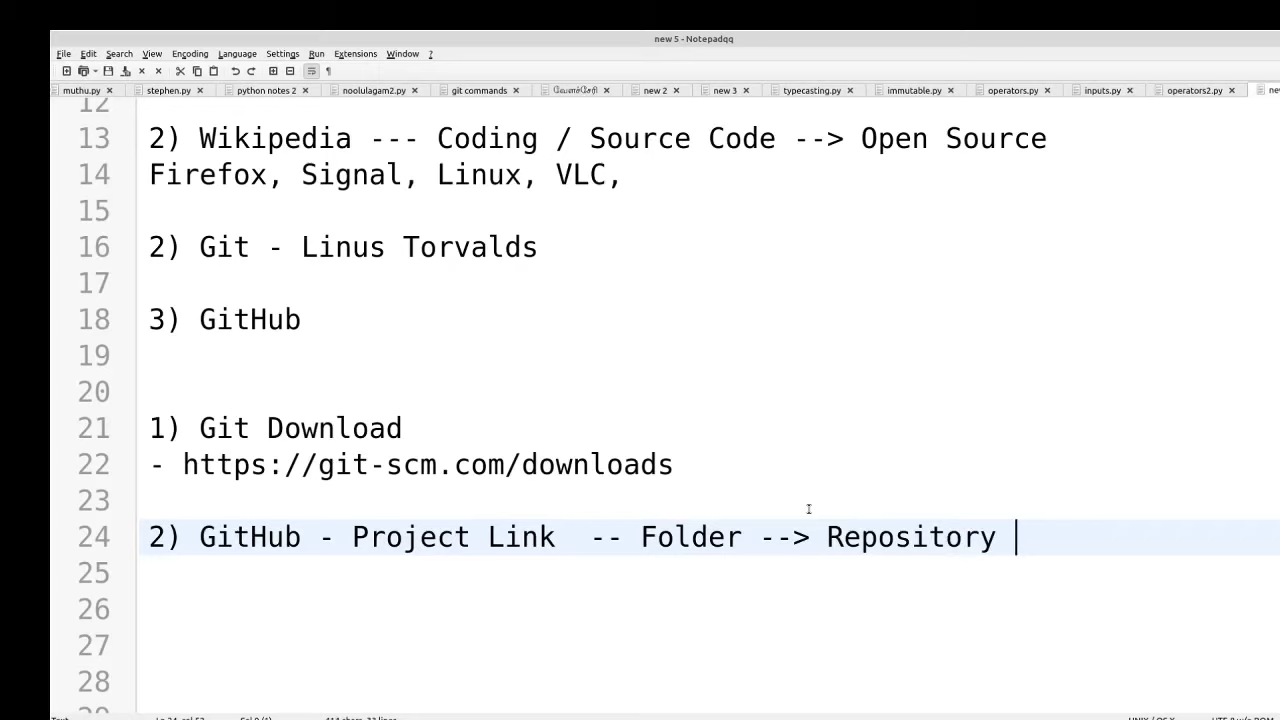 new 5 - Notepadqq
File Edit Search View Encoding Language Settings Run Extensions Window ?
muthu.py stephen.py python notes 2 noolulagam2.py git commands வேளச்சேரி new 2 new 3 typecasting.py immutable.py operators.py inputs.py operators2.py
12
13 2) Wikipedia --- Coding / Source Code --> Open Source
14 Firefox, Signal, Linux, VLC,
15
16 2) Git - Linus Torvalds
17
18 3) GitHub
19
20
21 1) Git Download
22 - https://git-scm.com/downloads
23
24 2) GitHub - Project Link -- Folder --> Repository
25
26
27
28